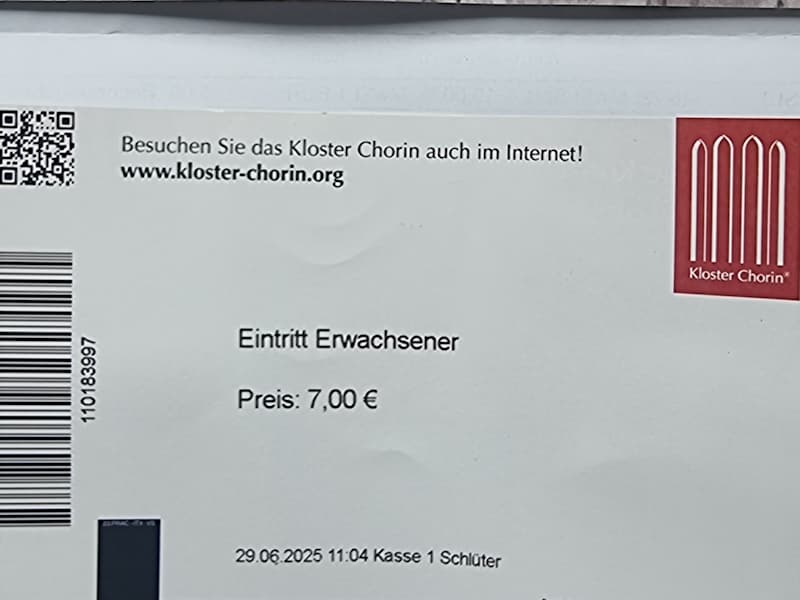 Besuchen Sie das Kloster Chorin auch im Internet!
www.kloster-chorin.org
Kloster Chorin®
110183997
Eintritt Erwachsener
Preis: 7,00 €
29.06.2025 11:04 Kasse 1 Schlüter